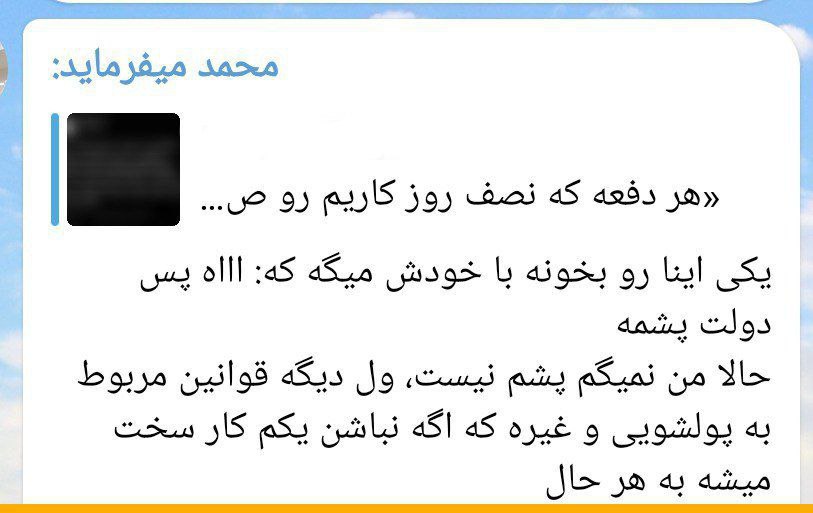 محمد میفرماید:
«هر دفعه که نصف روز کاریم رو ص...
یکی اینا رو بخونه با خودش میگه که: اااه پس
دولت پشمه
حالا من نمیگم پشم نیست، ول دیگه قوانین مربوط
به پولشویی و غیره که اگه نباشن یکم کار سخت
میشه به هر حال